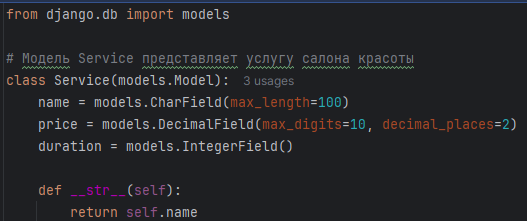 from django.db import models
# Модель Service представляет услугу салона красоты
class Service(models.Model): 3 usages
name = models.CharField(max_length=100)
price = models.DecimalField(max_digits=10, decimal_places=2)
duration = models.IntegerField()
def __str__(self):
return self.name